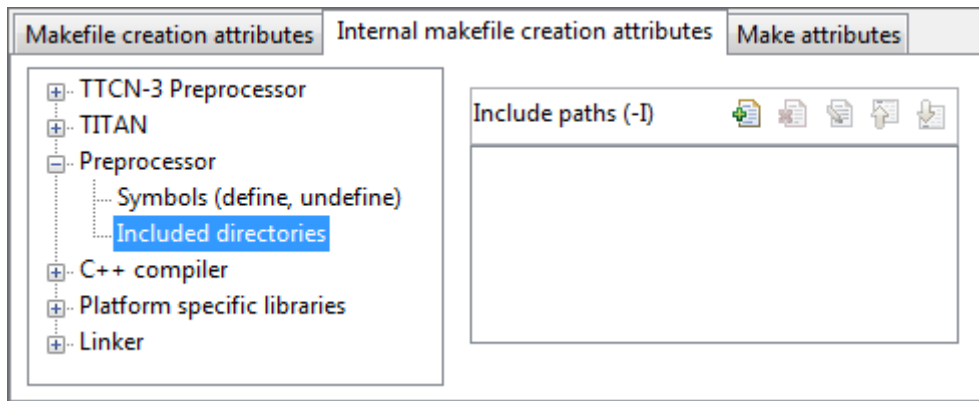 Makefile creation attributes Internal makefile creation attributes Make attributes
TTCN-3 Preprocessor
TITAN
Preprocessor
Symbols (define, undefine)
Included directories
C++ compiler
Platform specific libraries
Linker
Include paths (-I)